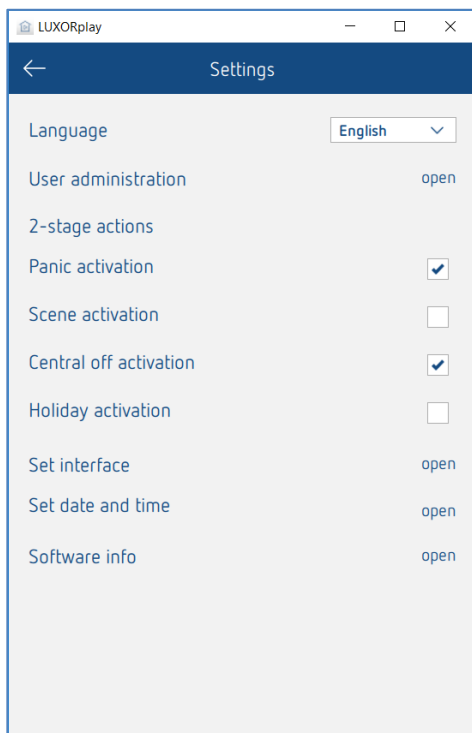 LUXORplay
Settings
Language English
User administration open
2-stage actions
Panic activation
Scene activation
Central off activation
Holiday activation
Set interface open
Set date and time open
Software info open